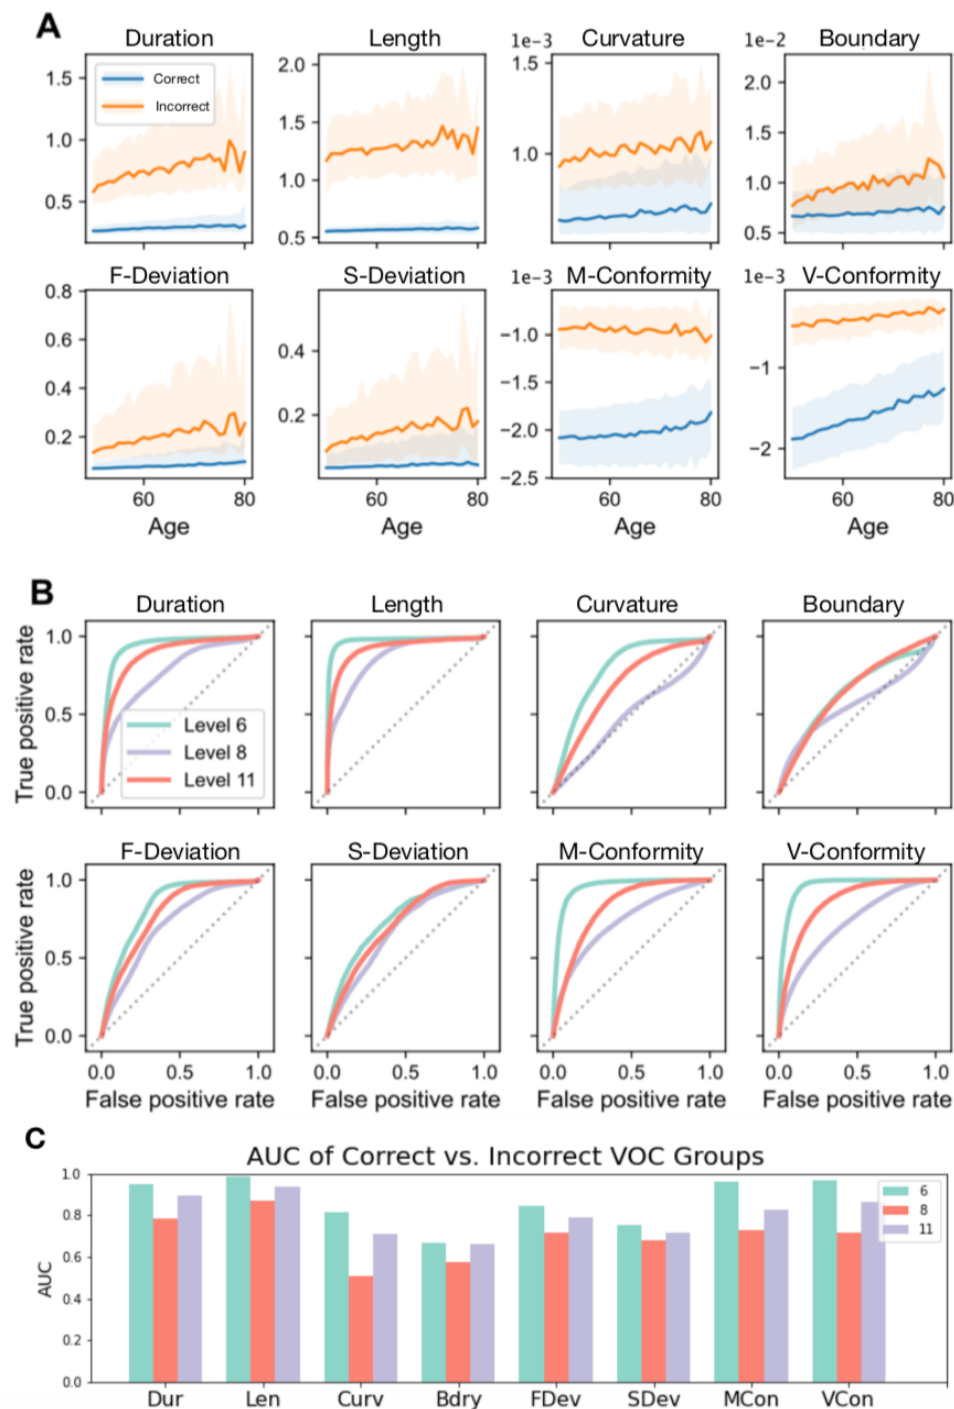 A
Duration
Length
1e−3
Curvature
1e−2
Boundary
1.5
1.0
0.5
Correct
Incorrect
2.0
1.5
1.0
0.5
1.5
1.0
2.0
1.5
1.0
0.5
F-Deviation
S-Deviation
1e−3
M-Conformity
1e−3
V-Conformity
0.8
0.6
0.4
0.2
0.4
0.2
−1.0
−1.5
−2.0
−2.5
−1
−2
60 80
60 80
60 80
60 80
Age
Age
Age
Age
B
Duration
Length
Curvature
Boundary
True positive rate
1.0
0.5
0.0
Level 6
Level 8
Level 11
F-Deviation
S-Deviation
M-Conformity
V-Conformity
True positive rate
1.0
0.5
0.0
0.0 0.5 1.0
0.0 0.5 1.0
0.0 0.5 1.0
0.0 0.5 1.0
False positive rate
False positive rate
False positive rate
False positive rate
C
AUC of Correct vs. Incorrect VOC Groups
AUC
1.0
0.8
0.6
0.4
0.2
0.0
6
8
11
Dur Len Curv Bdry FDev SDev MCon VCon